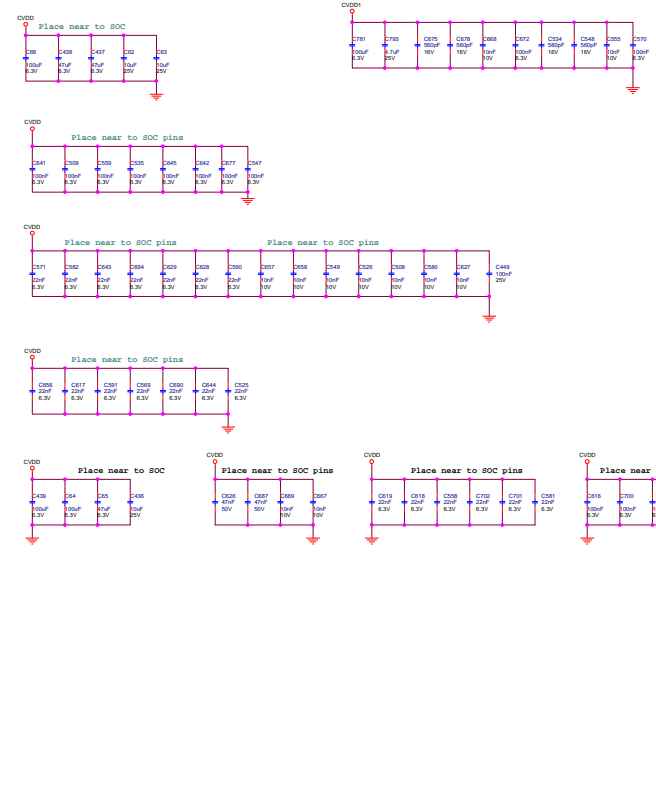 CVDD
Place near to SOC
C66
100uF
6.3V
C438
47uF
6.3V
C437
47uF
6.3V
C62
10uF
25V
C63
10uF
25V
CVDD1
C781
100uF
6.3V
C793
4.7uF
25V
C675
560pF
16V
C678
560pF
16V
C668
10nF
10V
C672
100nF
6.3V
C534
560pF
16V
C548
560pF
16V
C555
10nF
10V
C570
100nF
6.3V
CVDD
Place near to SOC pins
C641
100nF
6.3V
C509
100nF
6.3V
C559
100nF
6.3V
C535
100nF
6.3V
C645
100nF
6.3V
C642
100nF
6.3V
C677
100nF
6.3V
C547
100nF
6.3V
CVDD
Place near to SOC pins
Place near to SOC pins
C571
22nF
6.3V
C582
22nF
6.3V
C643
22nF
6.3V
C694
22nF
6.3V
C629
22nF
6.3V
C628
22nF
6.3V
C590
22nF
6.3V
C657
10nF
10V
C658
10nF
10V
C549
10nF
10V
C526
10nF
10V
C508
10nF
10V
C580
10nF
10V
C627
10nF
10V
C449
100nF
25V
CVDD
Place near to SOC pins
C656
22nF
6.3V
C617
22nF
6.3V
C591
22nF
6.3V
C569
22nF
6.3V
C690
22nF
6.3V
C644
22nF
6.3V
C525
22nF
6.3V
CVDD
Place near to SOC
C439
100uF
6.3V
C64
100uF
6.3V
C65
47uF
6.3V
C436
10uF
25V
CVDD
Place near to SOC pins
C626
47nF
50V
C687
47nF
50V
C689
10nF
10V
C667
10nF
10V
CVDD
Place near to SOC pins
C619
22nF
6.3V
C618
22nF
6.3V
C558
22nF
6.3V
C702
22nF
6.3V
C701
22nF
6.3V
C581
22nF
6.3V
CVDD
Place near
C616
100nF
6.3V
C700
100nF
6.3V